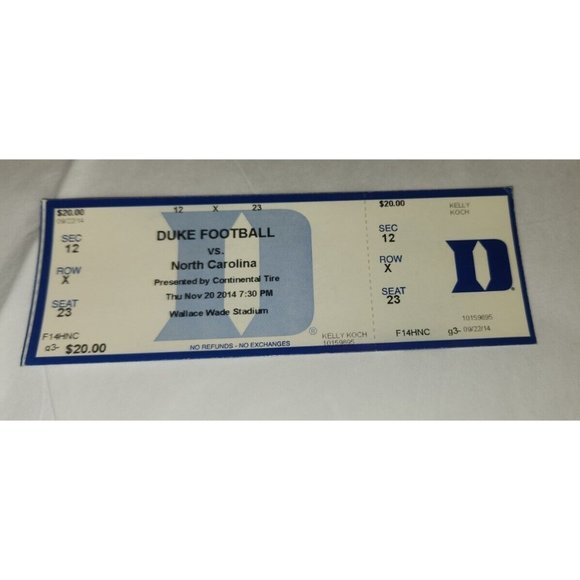 $20.00
09/22/14
SEC
12
ROW
X
SEAT
23
F14HNC
g3- $20.00
12 X 23
DUKE FOOTBALL
vs.
North Carolina
Presented by Continental Tire
Thu Nov 20 2014 7:30 PM
Wallace Wade Stadium
®
NO REFUNDS - NO EXCHANGES
KELLY KOCH
10159695
$20.00
SEC
12
ROW
X
SEAT
23
F14HNC
KELLY
KOCH
D
10159695
g3- 09/22/14